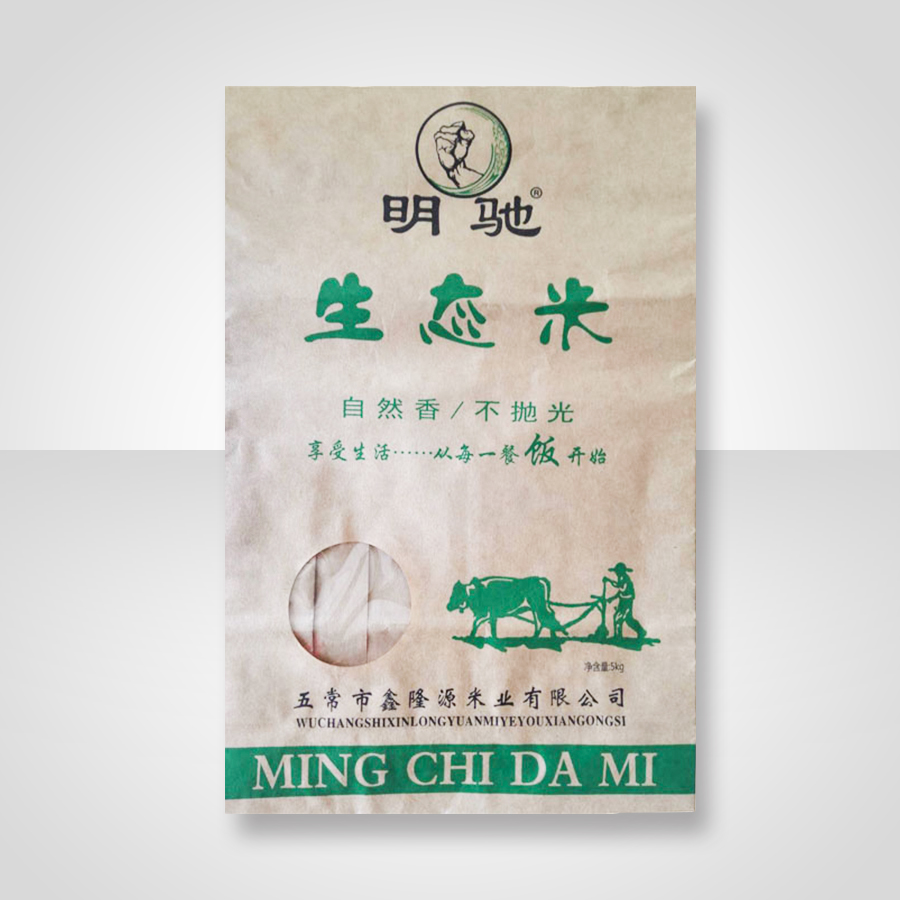 明驰®
生态米
自然香/不抛光
享受生活······从每一餐饭开始
净含量:5kg
五常市鑫隆源米业有限公司
WUCHANGSHIXINLONGYUANMIYEYOUXIANGONGSI
MING CHI DA MI